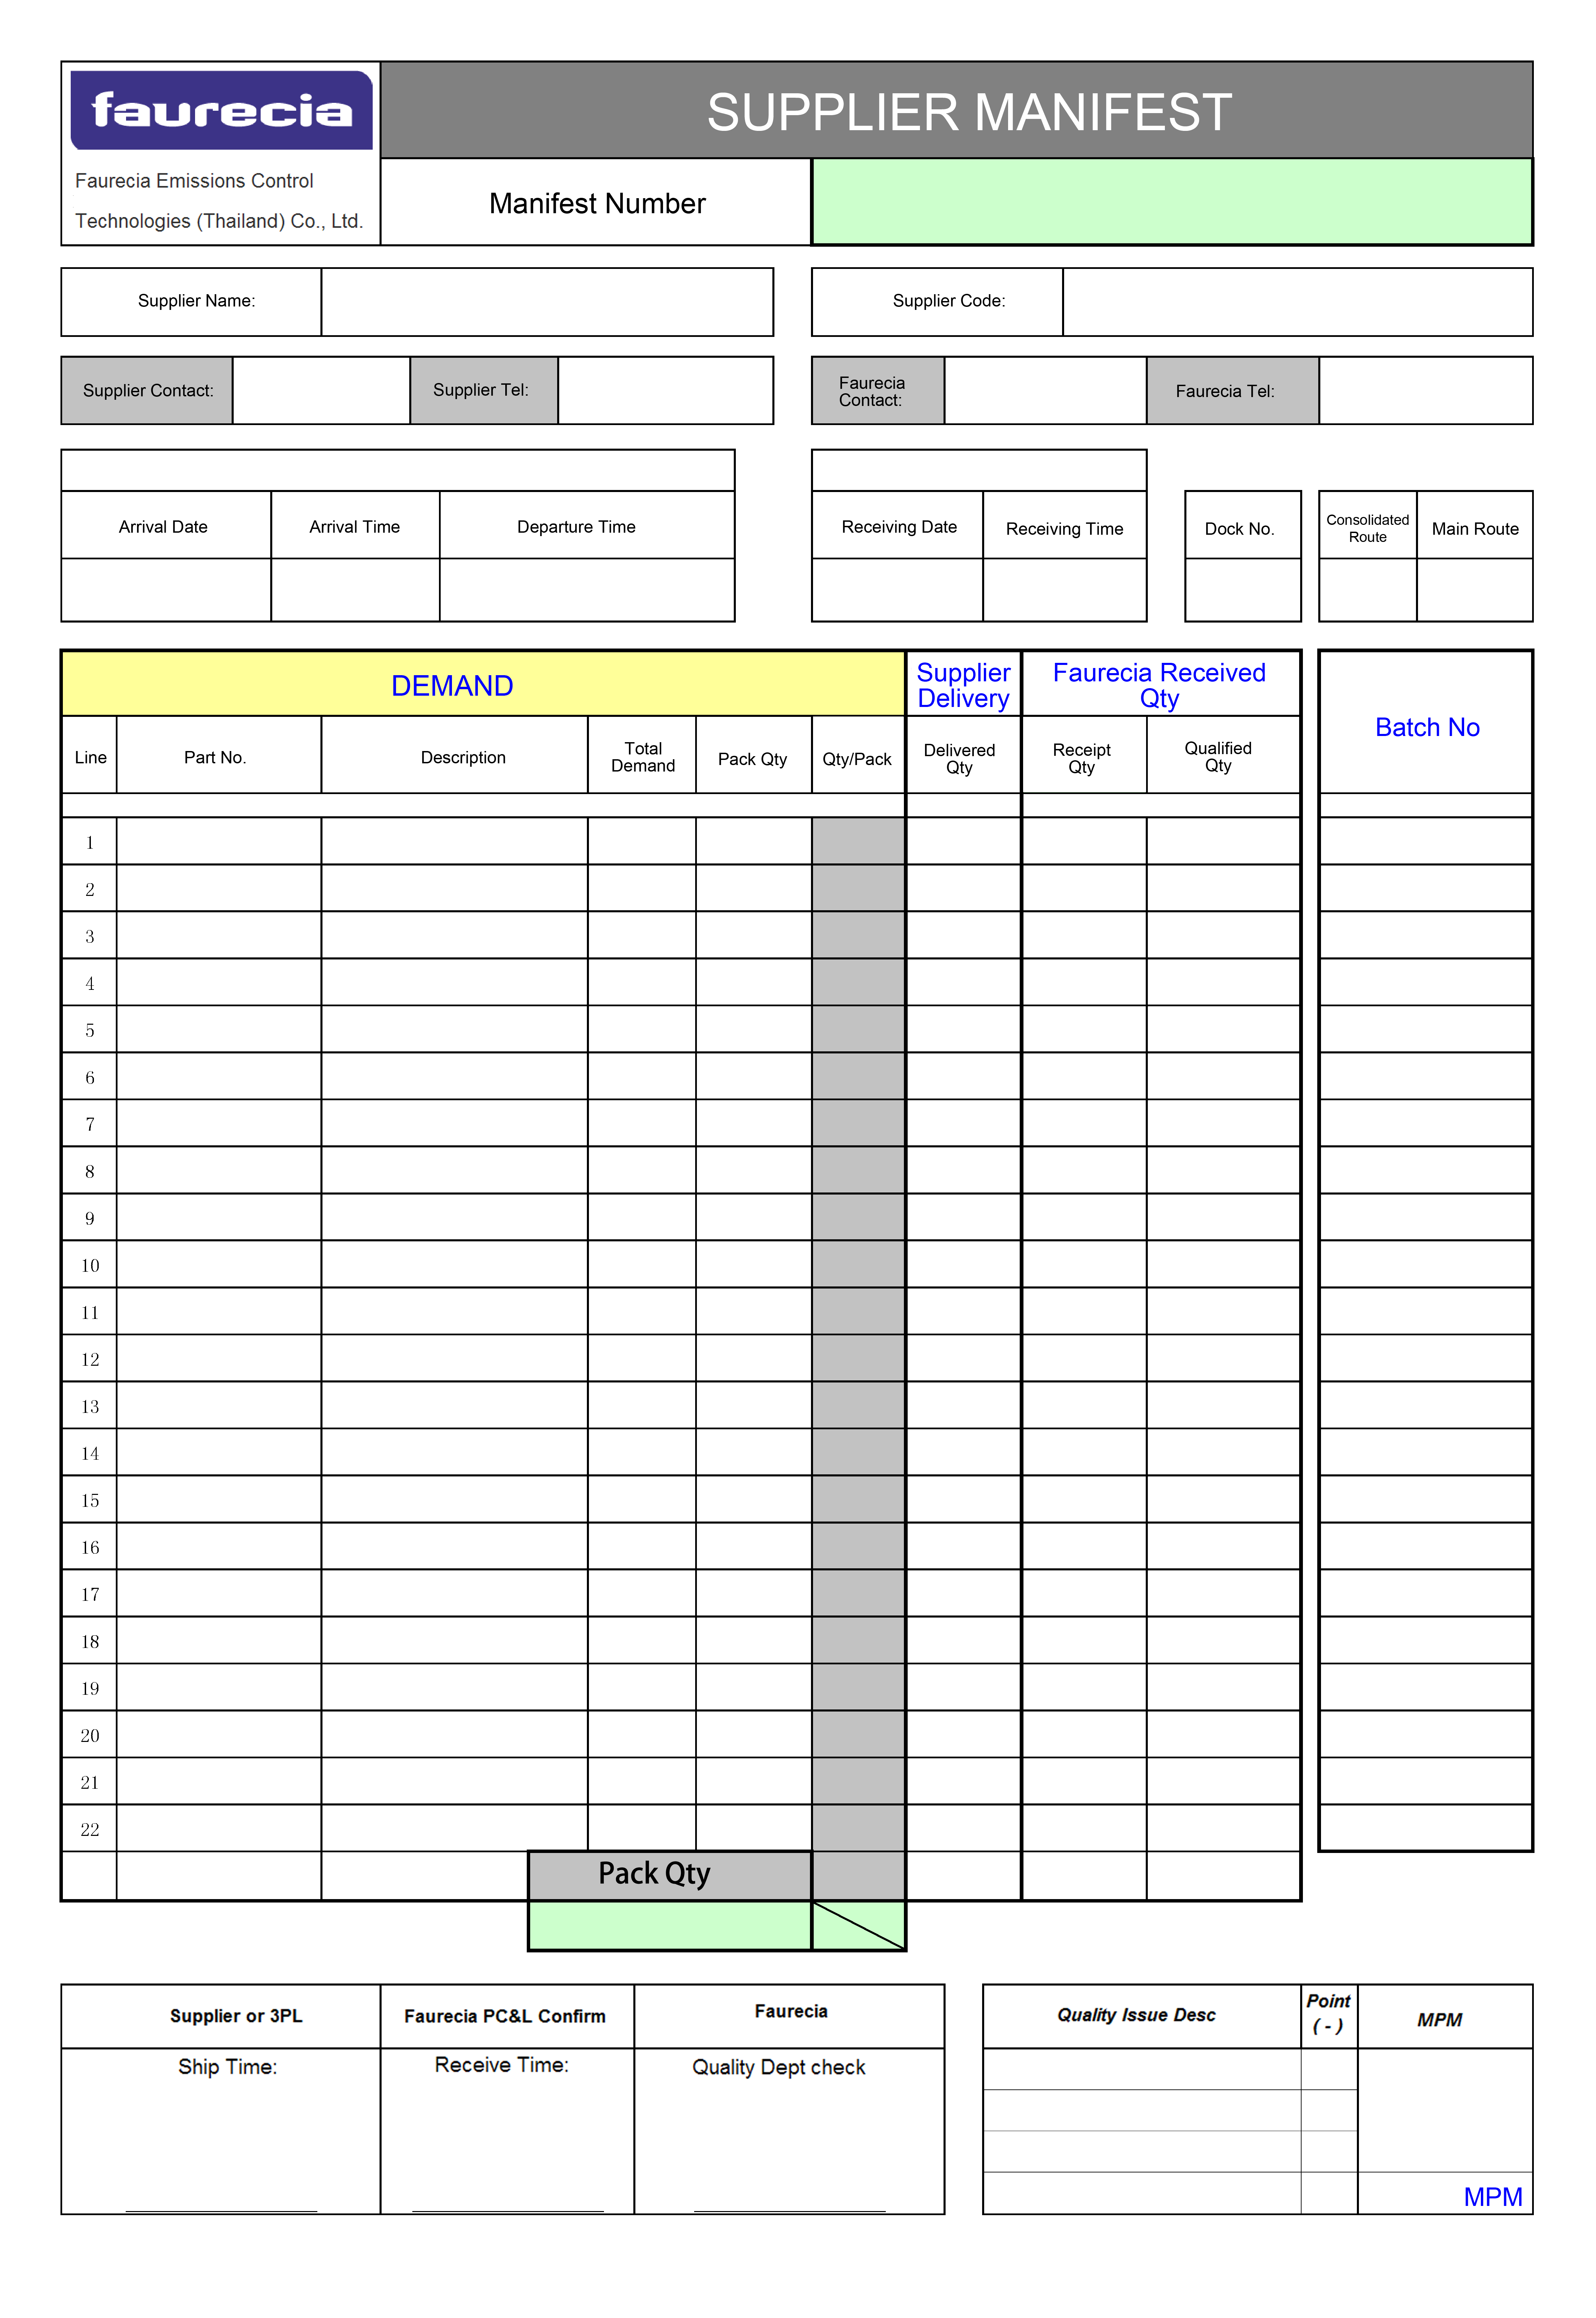 faurecia
SUPPLIER MANIFEST
Faurecia Emissions Control
Technologies (Thailand) Co., Ltd.
Manifest Number
Supplier Name:
Supplier Code:
Supplier Contact:
Supplier Tel:
Faurecia
Contact:
Faurecia Tel:
Arrival Date
Arrival Time
Departure Time
Receiving Date
Receiving Time
Dock No.
Consolidated
Route
Main Route
DEMAND
Supplier
Delivery
Faurecia Received
Qty
Batch No
Line
Part No.
Description
Total
Demand
Pack Qty
Qty/Pack
Delivered
Qty
Receipt
Qty
Qualified
Qty
1
2
3
4
5
6
7
8
9
10
11
12
13
14
15
16
17
18
19
20
21
22
Pack Qty
Supplier or 3PL
Faurecia PC&L Confirm
Faurecia
Ship Time:
Receive Time:
Quality Dept check
Quality Issue Desc
Point
( - )
MPM
MPM